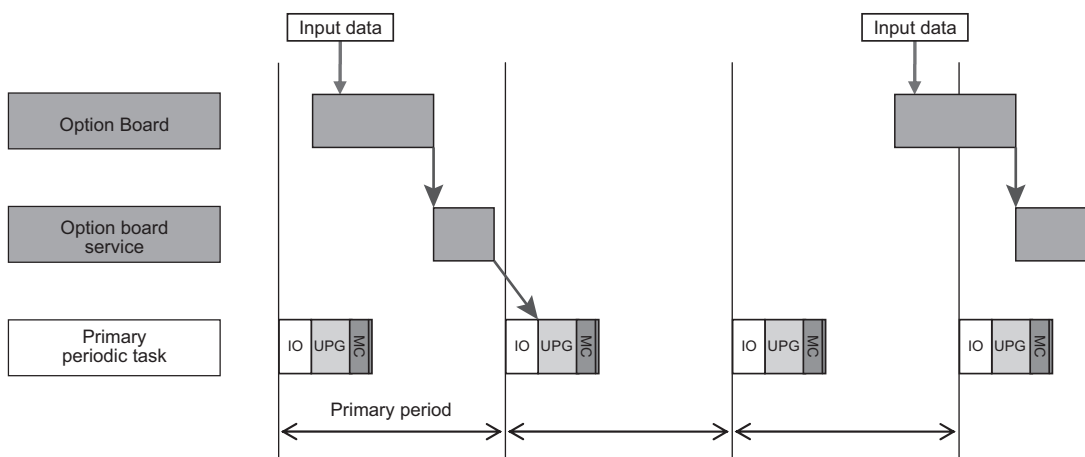 Input data
Input data
Option Board
Option board
service
Primary
periodic task
IO UPG MC
IO UPG MC
IO UPG MC
IO UPG MC
Primary period